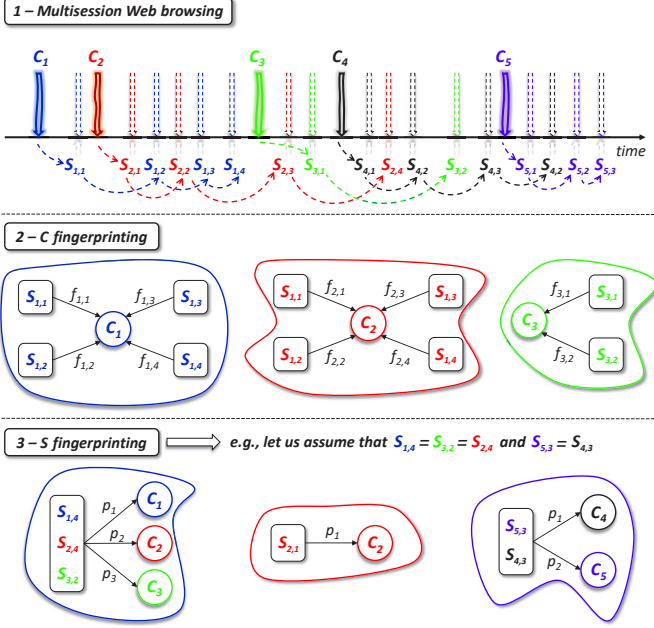 1 – Multisession Web browsing
C1 C2 C3 C4 C5
time
S1,1 S2,1 S1,2 S2,2 S1,3 S1,4 S2,3 S3,1 S4,1 S2,4 S4,2 S3,2 S4,3 S5,1 S4,2 S5,2 S5,3
2 – C fingerprinting
S1,1 f1,1 f1,3 S1,3 S1,1 f2,1 f2,3 S1,3 f3,1 S3,1
C1 C2 C3
S1,2 f1,2 f1,4 S1,4 S1,2 f2,2 f2,4 S1,4 f3,2 S3,2
3 – S fingerprinting e.g., let us assume that S1,4 = S3,2 = S2,4 and S5,3 = S4,3
S1,4 p1 C1 p1 C4
S2,4 p2 C2 S2,1 p1 C2 S5,3
S4,3
S3,2 p3 C3 p2 C5